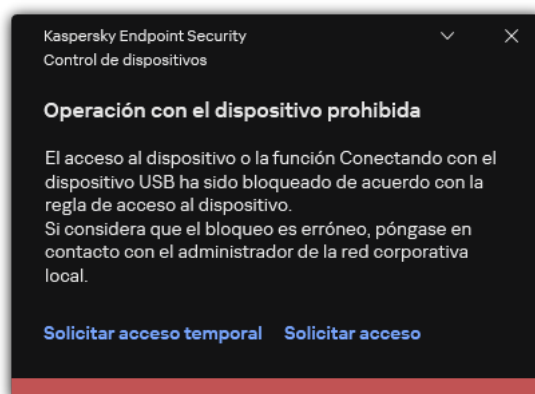 Kaspersky Endpoint Security
Control de dispositivos
Operación con el dispositivo prohibida
El acceso al dispositivo o la función Conectando con el
dispositivo USB ha sido bloqueado de acuerdo con la
regla de acceso al dispositivo.
Si considera que el bloqueo es erróneo, póngase en
contacto con el administrador de la red corporativa
local.
Solicitar acceso temporal Solicitar acceso